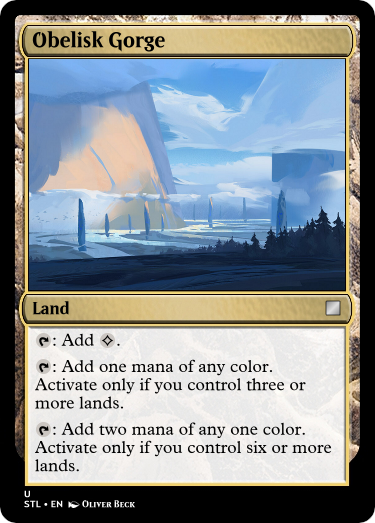 Obelisk Gorge
Land
: Add .
: Add one mana of any color.
Activate only if you control three or
more lands.
: Add two mana of any one color.
Activate only if you control six or more
lands.
U
STL • EN Oliver Beck